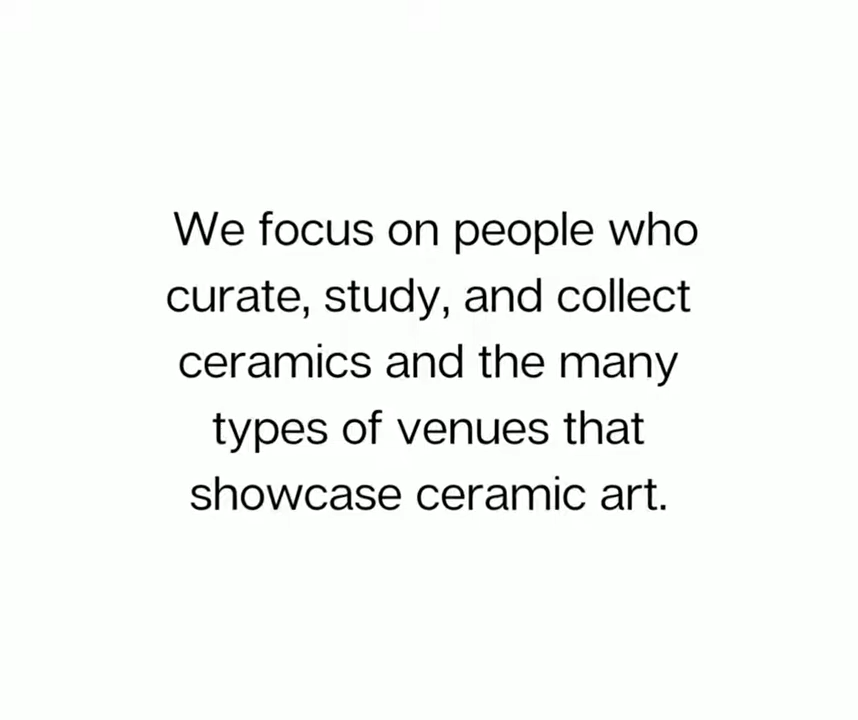 We focus on people who
curate, study, and collect
ceramics and the many
types of venues that
showcase ceramic art.